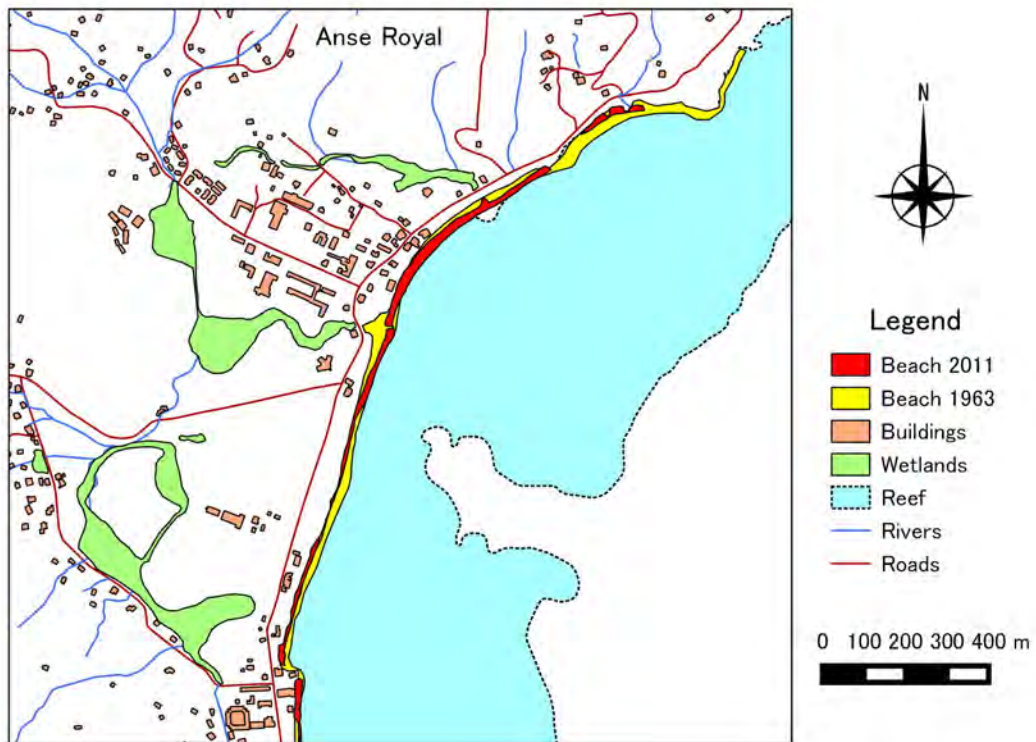 Anse Royal
N
Legend
Beach 2011
Beach 1963
Buildings
Wetlands
Reef
Rivers
Roads
0 100 200 300 400 m